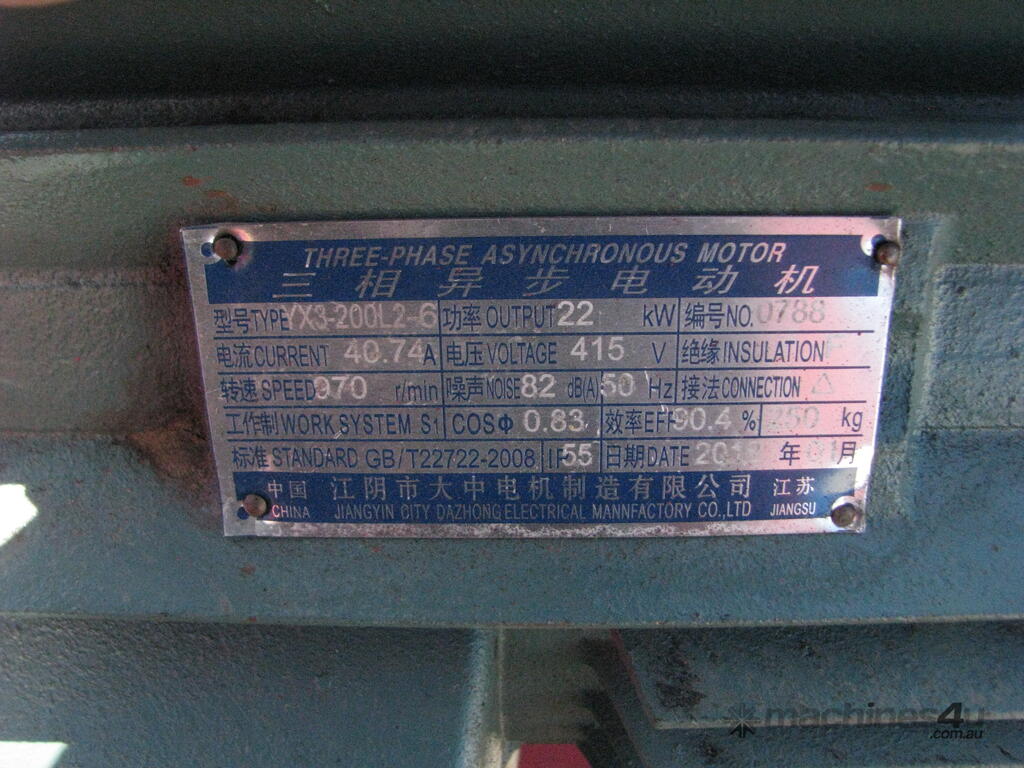 THREE-PHASE ASYNCHRONOUS MOTOR
三相异步电动机
型号TYPE YX3-200L2-6 功率OUTPUT 22 kW 编号NO. 0788
电流CURRENT 40.74 A 电压VOLTAGE 415 V 绝缘INSULATION F
转速SPEED 970 r/min 噪声NOISE 82 dB(A) 50 Hz 接法CONNECTION △
工作制WORK SYSTEM S1 COSΦ 0.83 效率EFF 90.4 % 250 kg
标准STANDARD GB/T22722-2008 IP55 日期DATE 年 01月
中国 江阴市大中电机制造有限公司 江苏
CHINA JIANGYIN CITY DAZHONG ELECTRICAL MANNFACTORY CO.,LTD JIANGSU
machines4u
.com.au